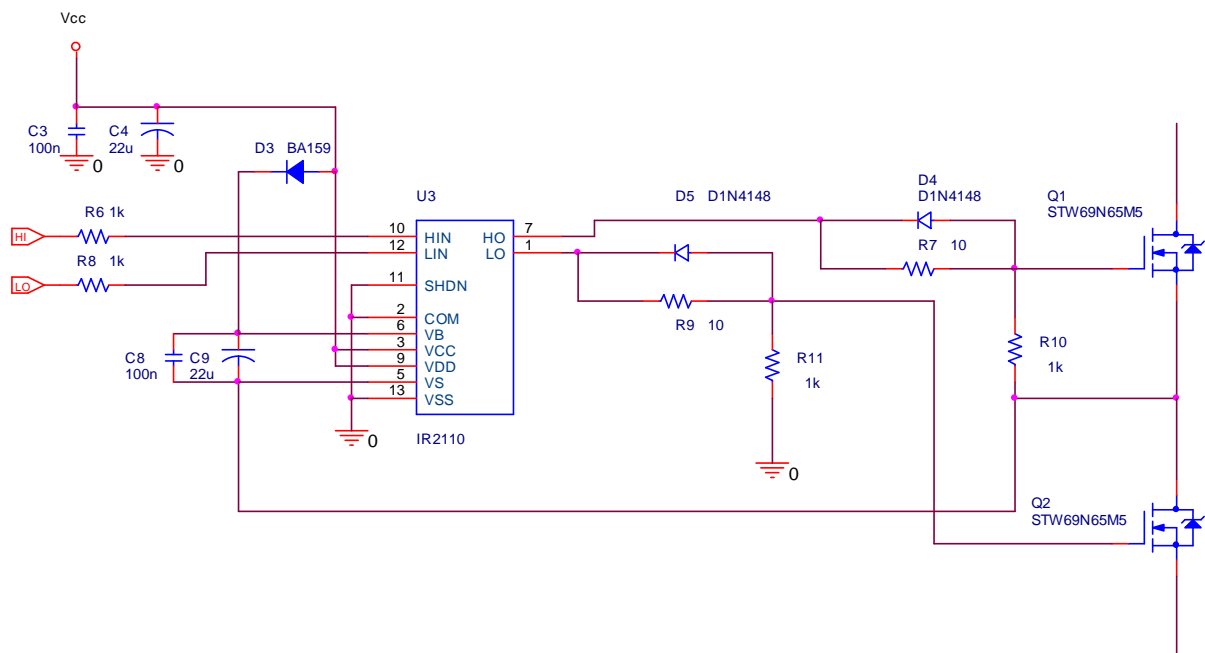 Vcc
C3
100n
0
C4
22u
0
D3 BA159
U3
D5 D1N4148
D4
D1N4148
Q1
STW69N65M5
HI
R6 1k
10
HIN
HO
7
R7 10
LO
R8 1k
12
LIN
LO
1
11
SHDN
R9 10
2
COM
6
VB
3
VCC
9
VDD
5
VS
13
VSS
C8
100n
C9
22u
R11
1k
R10
1k
0
IR2110
0
Q2
STW69N65M5